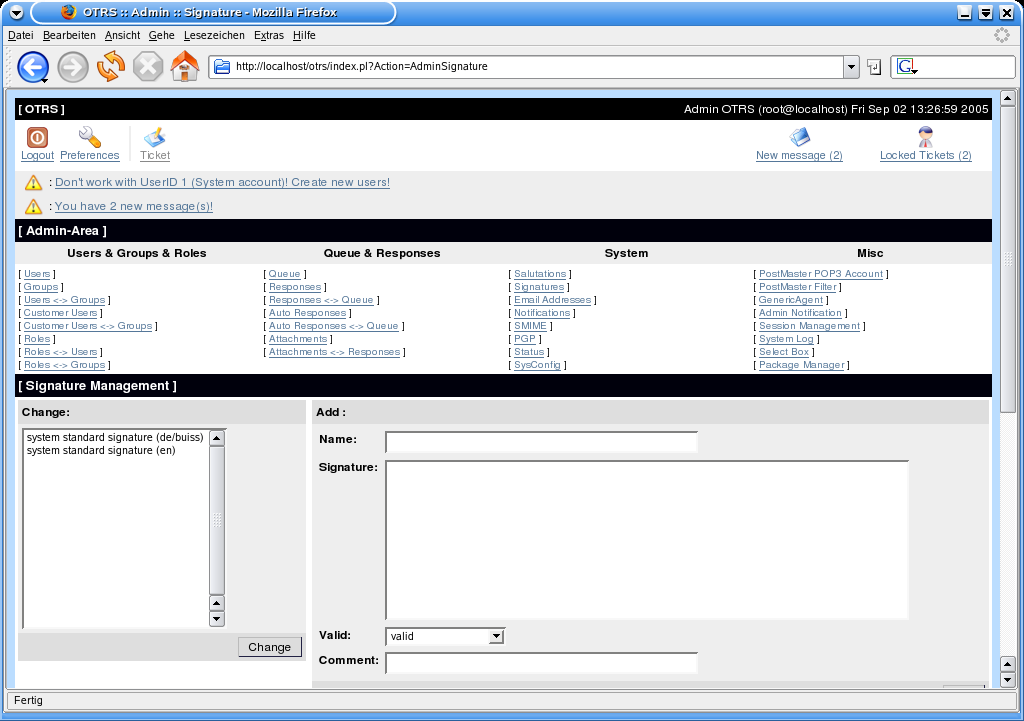 OTRS :: Admin :: Signature - Mozilla Firefox
Datei Bearbeiten Ansicht Gehe Lesezeichen Extras Hilfe
http://localhost/otrs/index.pl?Action=AdminSignature
[ OTRS ] Admin OTRS (root@localhost) Fri Sep 02 13:26:59 2005
Logout Preferences Ticket New message (2) Locked Tickets (2)
: Don't work with UserID 1 (System account)! Create new users!
: You have 2 new message(s)!
[ Admin-Area ]
Users & Groups & Roles Queue & Responses System Misc
[ Users ] [ Queue ] [ Salutations ] [ PostMaster POP3 Account ]
[ Groups ] [ Responses ] [ Signatures ] [ PostMaster Filter ]
[ Users <-> Groups ] [ Responses <-> Queue ] [ Email Addresses ] [ GenericAgent ]
[ Customer Users ] [ Auto Responses ] [ Notifications ] [ Admin Notification ]
[ Customer Users <-> Groups ] [ Auto Responses <-> Queue ] [ SMIME ] [ Session Management ]
[ Roles ] [ Attachments ] [ PGP ] [ System Log ]
[ Roles <-> Users ] [ Attachments <-> Responses ] [ Status ] [ Select Box ]
[ Roles <-> Groups ] [ SysConfig ] [ Package Manager ]
[ Signature Management ]
Change:
system standard signature (de/buiss)
system standard signature (en)
Change
Add :
Name:
Signature:
Valid: valid
Comment:
Fertig